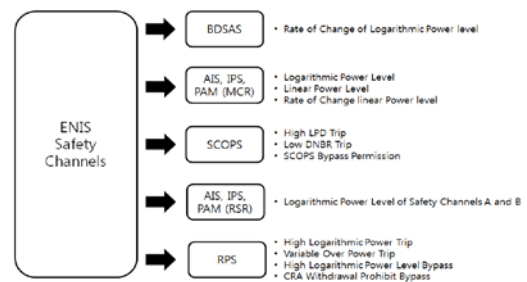 ENIS
Safety
Channels
BDSAS
• Rate of Change of Logarithmic Power level
AIS, IPS,
PAM (MCR)
• Logarithmic Power Level
• Linear Power Level
• Rate of Change linear Power level
SCOPS
• High LPD Trip
• Low DNBR Trip
• SCOPS Bypass Permission
AIS, IPS,
PAM (RSR)
• Logarithmic Power Level of Safety Channels A and B
RPS
• High Logarithmic Power Trip
• Variable Over Power Trip
• High Logarithmic Power Level Bypass
• CRA Withdrawal Prohibit Bypass